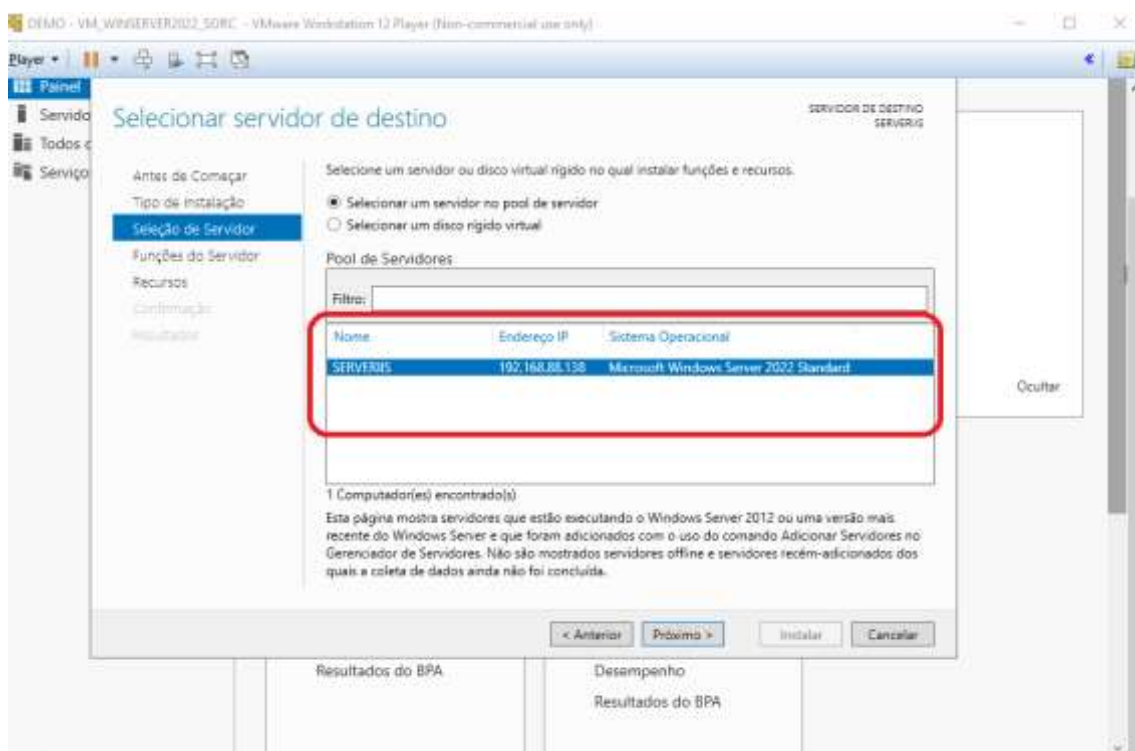 DEMO - VM_WINSERVER2022_SORC - VMware Workstation 12 Player (Non-commercial use only)
Player
Painel
Servido
Todos
Serviço
Selecionar servidor de destino
SERVIDOR DE DESTINO
SERVERIIS
Antes de Começar
Tipo de Instalação
Seleção de Servidor
Funções do Servidor
Recursos
Confirmação
Resultados
Selecione um servidor ou disco virtual rígido no qual instalar funções e recursos.
Selecionar um servidor no pool de servidor
Selecionar um disco rígido virtual
Pool de Servidores
Filtro:
Nome Endereço IP Sistema Operacional
SERVERIIS 192.168.88.138 Microsoft Windows Server 2022 Standard
1 Computador(es) encontrado(s)
Esta página mostra servidores que estão executando o Windows Server 2012 ou uma versão mais
recente do Windows Server e que foram adicionados com o uso do comando Adicionar Servidores no
Gerenciador de Servidores. Não são mostrados servidores offline e servidores recém-adicionados dos
quais a coleta de dados ainda não foi concluída.
Ocultar
< Anterior Próximo > Instalar Cancelar
Resultados do BPA
Desempenho
Resultados do BPA